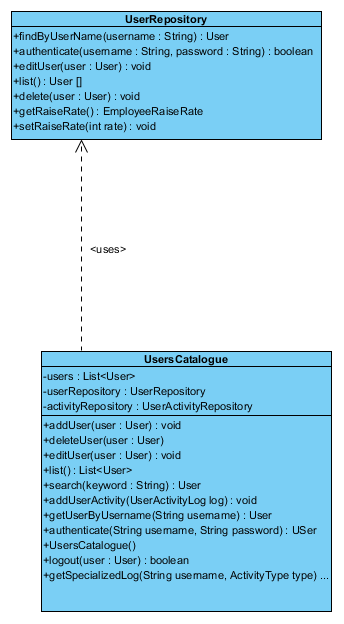 UserRepository
+findByUserName(username : String) : User
+authenticate(username : String, password : String) : boolean
+editUser(user : User) : void
+list() : User []
+delete(user : User) : void
+getRaiseRate() : EmployeeRaiseRate
+setRaiseRate(int rate) : void
<uses>
UsersCatalogue
-users : List<User>
-userRepository : UserRepository
-activityRepository : UserActivityRepository
+addUser(user : User) : void
+deleteUser(user : User)
+editUser(user : User) : void
+list() : List<User>
+search(keyword : String) : User
+addUserActivity(UserActivityLog log) : void
+getUserByUsername(String username) : User
+authenticate(String username, String password) : USer
+UsersCatalogue()
+logout(user : User) : boolean
+getSpecializedLog(String username, ActivityType type) ...